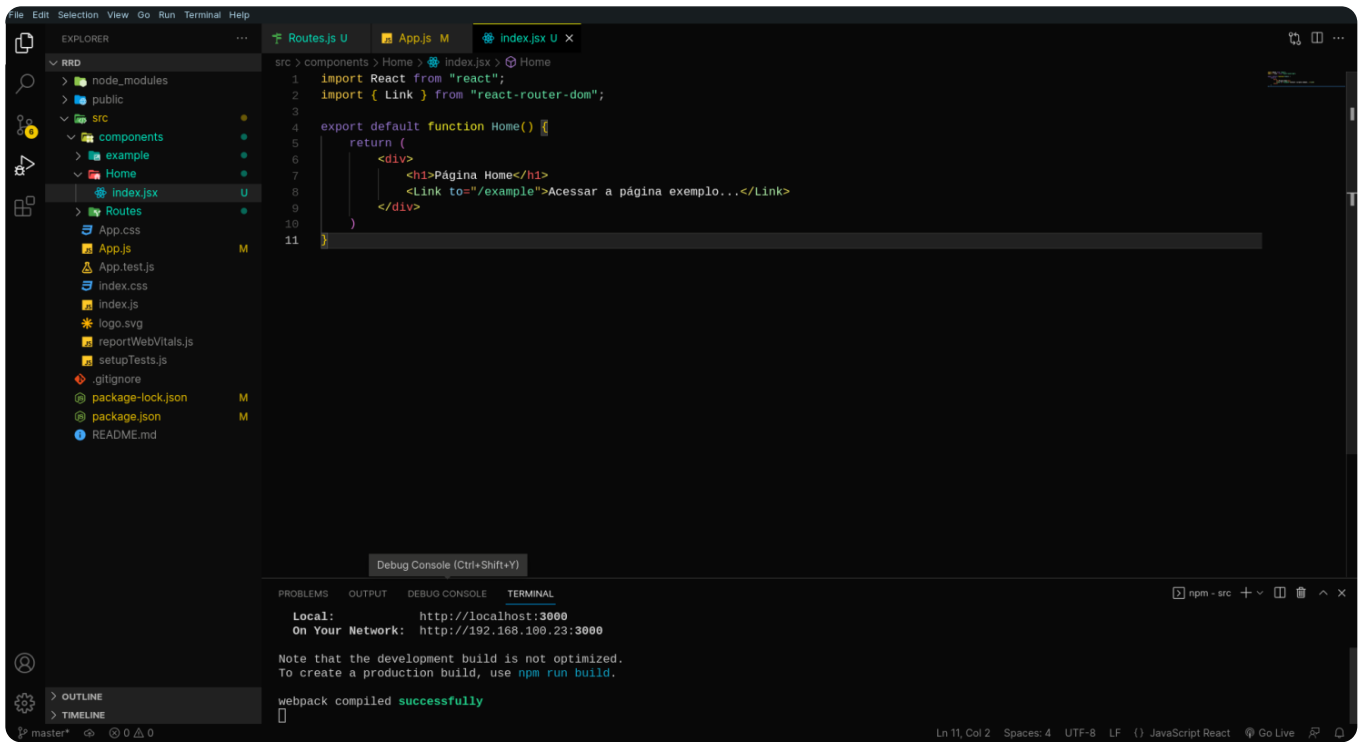 File Edit Selection View Go Run Terminal Help
EXPLORER
RRD
node_modules
public
src
components
example
Home
index.jsx U
Routes
App.css
App.js M
App.test.js
index.css
index.js
logo.svg
reportWebVitals.js
setupTests.js
.gitignore
package-lock.json M
package.json M
README.md
OUTLINE
TIMELINE
6
Routes.js U App.js M index.jsx U
src > components > Home > index.jsx > Home
1 import React from "react";
2 import { Link } from "react-router-dom";
3
4 export default function Home() {
5 return (
6 <div>
7 <h1>Página Home</h1>
8 <Link to="/example">Acessar a página exemplo...</Link>
9 </div>
10 )
11 }
Debug Console (Ctrl+Shift+Y)
PROBLEMS OUTPUT DEBUG CONSOLE TERMINAL npm - src
Local: http://localhost:3000
On Your Network: http://192.168.100.23:3000
Note that the development build is not optimized.
To create a production build, use npm run build.
webpack compiled successfully
master* 0 0 Ln 11, Col 2 Spaces: 4 UTF-8 LF {} JavaScript React Go Live